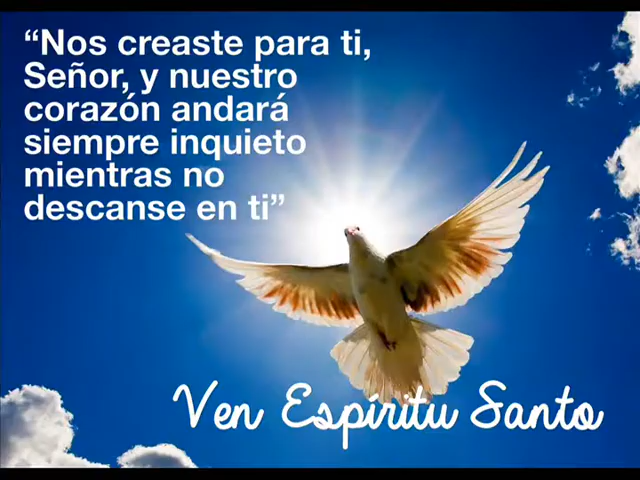 “Nos creaste para ti,
Señor, y nuestro
corazón andará
siempre inquieto
mientras no
descanse en ti”
Ven Espíritu Santo